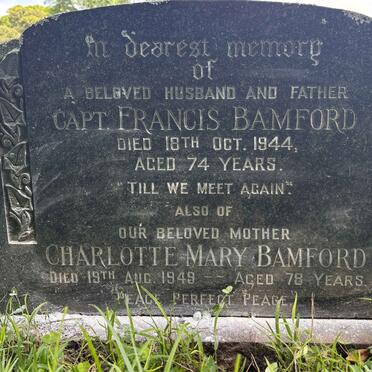 In dearest memory
of
A BELOVED HUSBAND AND FATHER
CAPT. FRANCIS BAMFORD
DIED 18TH OCT. 1944,
AGED 74 YEARS.
"TILL WE MEET AGAIN."
ALSO OF
OUR BELOVED MOTHER
CHARLOTTE MARY BAMFORD
DIED 19TH AUG. 1949 — AGED 78 YEARS.
"PEACE PERFECT PEACE."